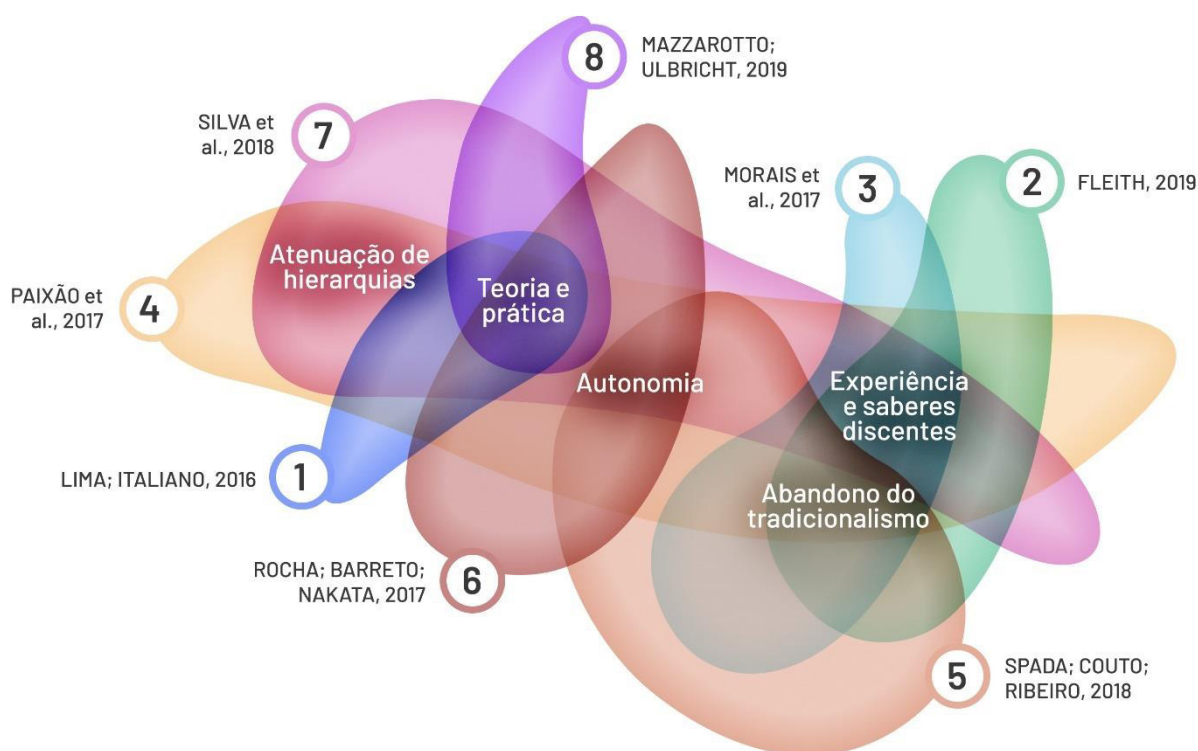 8
MAZZAROTTO;
ULBRICHT, 2019
SILVA et
al., 2018
7
MORAIS et
al., 2017
3
2
FLEITH, 2019
Atenuação de
hierarquias
Teoria e
prática
PAIXÃO et
al., 2017
4
Autonomia
Experiência
e saberes
discentes
LIMA; ITALIANO, 2016
1
Abandono do
tradicionalismo
ROCHA; BARRETO;
NAKATA, 2017
6
5
SPADA; COUTO;
RIBEIRO, 2018